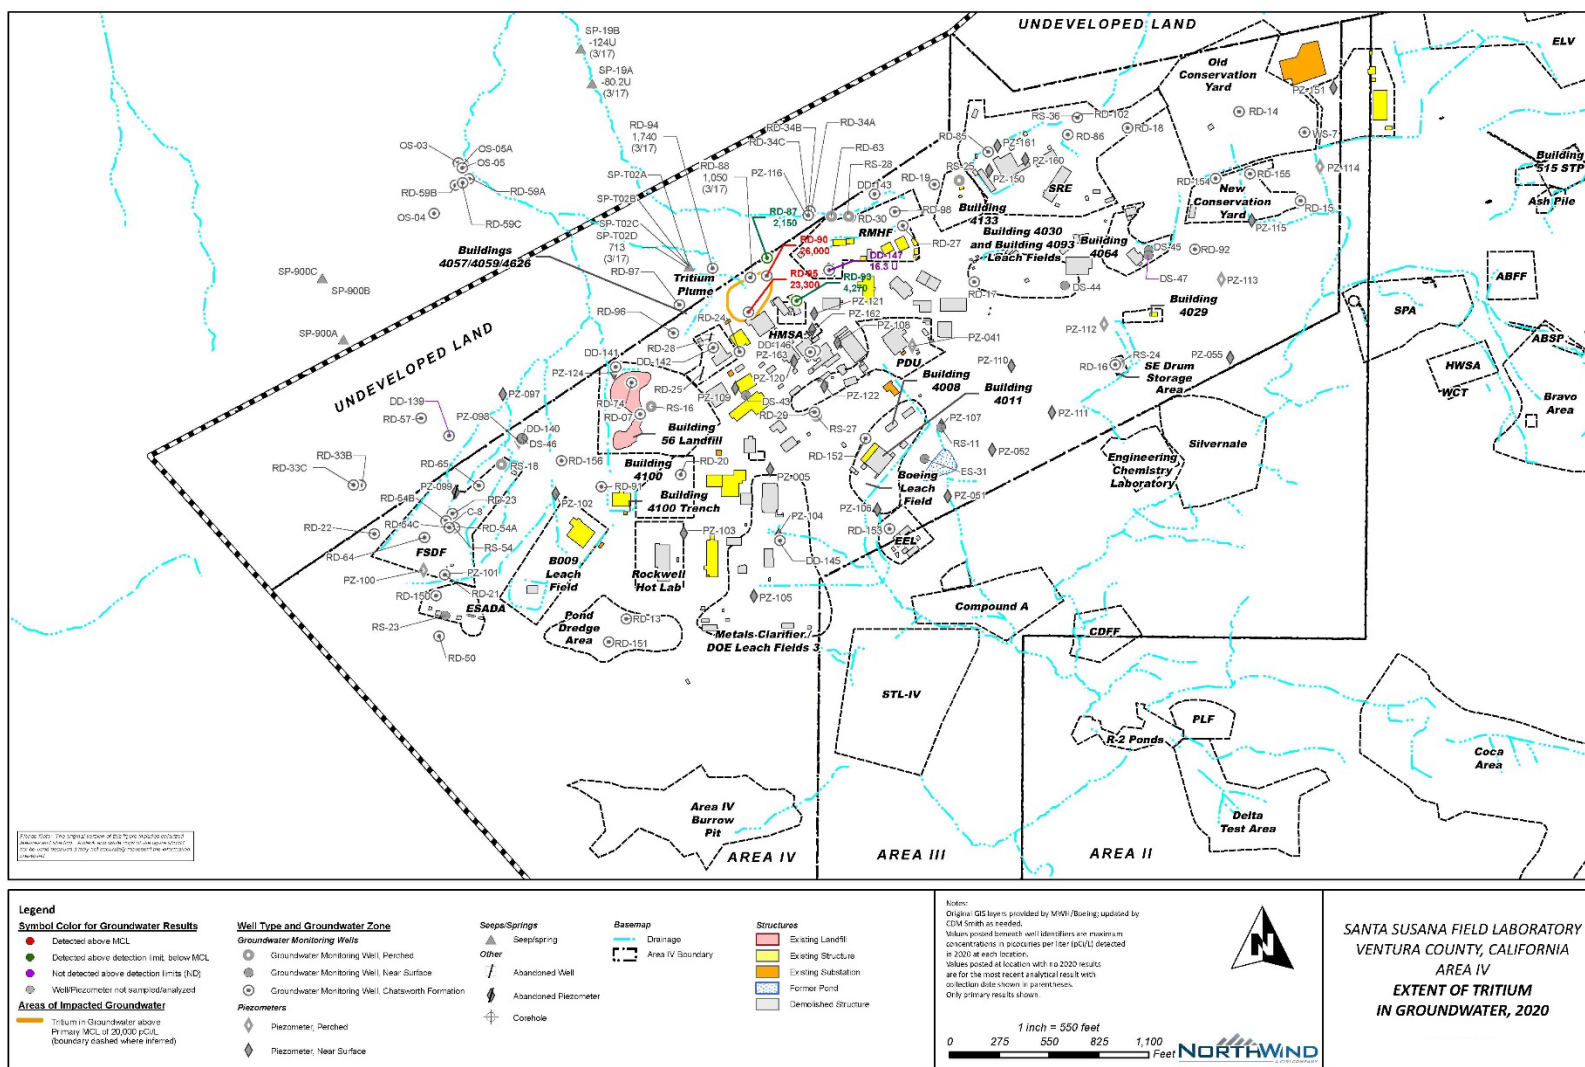 UNDEVELOPED LAND
ELV
SP-19B
-124U
(3/17)
SP-19A
-80.2U
(3/17)
Old
Conservation
Yard
PZ-151
RD-14
WS-7
PZ-114
Building
515 STP
Ash Pile
RD-94
1,740
(3/17)
RD-34B
RD-34A
RD-34C
RD-63
RS-28
RD-88
1,050
(3/17)
PZ-116
DD-143
RD-85
RS-36
RD-102
RD-86
RD-18
PZ-161
PZ-160
RS-25
PZ-150
SRE
RD-19
RD-154
RD-155
New
Conservation
Yard
RD-15
PZ-115
OS-03
OS-05A
OS-05
RD-59B
RD-59A
OS-04
RD-59C
SP-T02A
SP-T02B
SP-T02C
SP-T02D
713
(3/17)
RD-87
2,150
RD-90
26,000
RD-95
23,300
RD-93
4,270
DD-147
16.3 U
RD-30
RMHF
RD-98
RD-27
Building
4133
Building 4030
and Building 4093
Leach Fields
Building
4064
DS-45
RD-92
DS-47
PZ-113
RD-17
DS-44
Buildings
4057/4059/4626
RD-97
Tritium
Plume
SP-900C
SP-900B
SP-900A
RD-96
RD-24
HMSA
PZ-121
PZ-162
PZ-108
PZ-041
PDU
DD-146
PZ-163
RD-28
DD-142
DD-141
PZ-124
RD-25
PZ-120
PZ-109
DS-43
PZ-122
RD-29
RS-27
RD-74
RD-07
RS-16
Building
56 Landfill
Building
4008
Building
4011
PZ-110
PZ-112
Building
4029
RS-24
RD-16
SE Drum
Storage
Area
PZ-055
PZ-111
ABFF
SPA
ABSP
HWSA
WCT
Bravo
Area
UNDEVELOPED LAND
PZ-097
DD-139
RD-57
PZ-098
DD-140
DS-46
RD-33B
RD-33C
RD-65
RS-18
RD-156
PZ-099
RD-54B
RD-23
C-8
RD-54C
RD-54A
RS-54
RD-22
RD-64
FSDF
PZ-100
PZ-101
RD-21
RD-150
ESADA
RS-23
RD-50
RD-91
PZ-102
Building
4100
RD-20
Building
4100 Trench
B009
Leach
Field
Rockwell
Hot Lab
PZ-103
PZ-005
PZ-104
DD-145
PZ-105
Pond
Dredge
Area
RD-13
RD-151
Metals Clarifier/
DOE Leach Fields 3
RD-152
PZ-107
RS-11
PZ-052
ES-31
Boeing
Leach
Field
PZ-051
PZ-106
RD-153
EEL
Engineering
Chemistry
Laboratory
Silvernale
Compound A
CDFF
STL-IV
R-2 Ponds
PLF
Coca
Area
Delta
Test Area
Area IV
Burrow
Pit
AREA IV
AREA III
AREA II
Legend
Symbol Color for Groundwater Results
Detected above MCL
Detected above detection limit, below MCL
Not detected above detection limits (ND)
Well/Piezometer not sampled/analyzed
Areas of Impacted Groundwater
Tritium in Groundwater above
Primary MCL of 20,000 pCi/L
(boundary dashed where inferred)
Well Type and Groundwater Zone
Groundwater Monitoring Wells
Groundwater Monitoring Well, Perched
Groundwater Monitoring Well, Near Surface
Groundwater Monitoring Well, Chatsworth Formation
Piezometers
Piezometer, Perched
Piezometer, Near Surface
Seeps/Springs
Seep/spring
Other
Abandoned Well
Abandoned Piezometer
Corehole
Basemap
Drainage
Area IV Boundary
Structures
Existing Landfill
Existing Structure
Existing Substation
Former Pond
Demolished Structure
Notes:
Original GIS layers provided by MWH/Boeing; updated by
CDM Smith as needed.
Values posted beneath well identifiers are maximum
concentrations in picocuries per liter (pCi/L) detected
in 2020 at each location.
Values posted at location with no 2020 results
are for the most recent analytical result with
collection date shown in parentheses.
Only primary results shown.
N
1 inch = 550 feet
0 275 550 825 1,100
Feet
NORTHWIND
SANTA SUSANA FIELD LABORATORY
VENTURA COUNTY, CALIFORNIA
AREA IV
EXTENT OF TRITIUM
IN GROUNDWATER, 2020